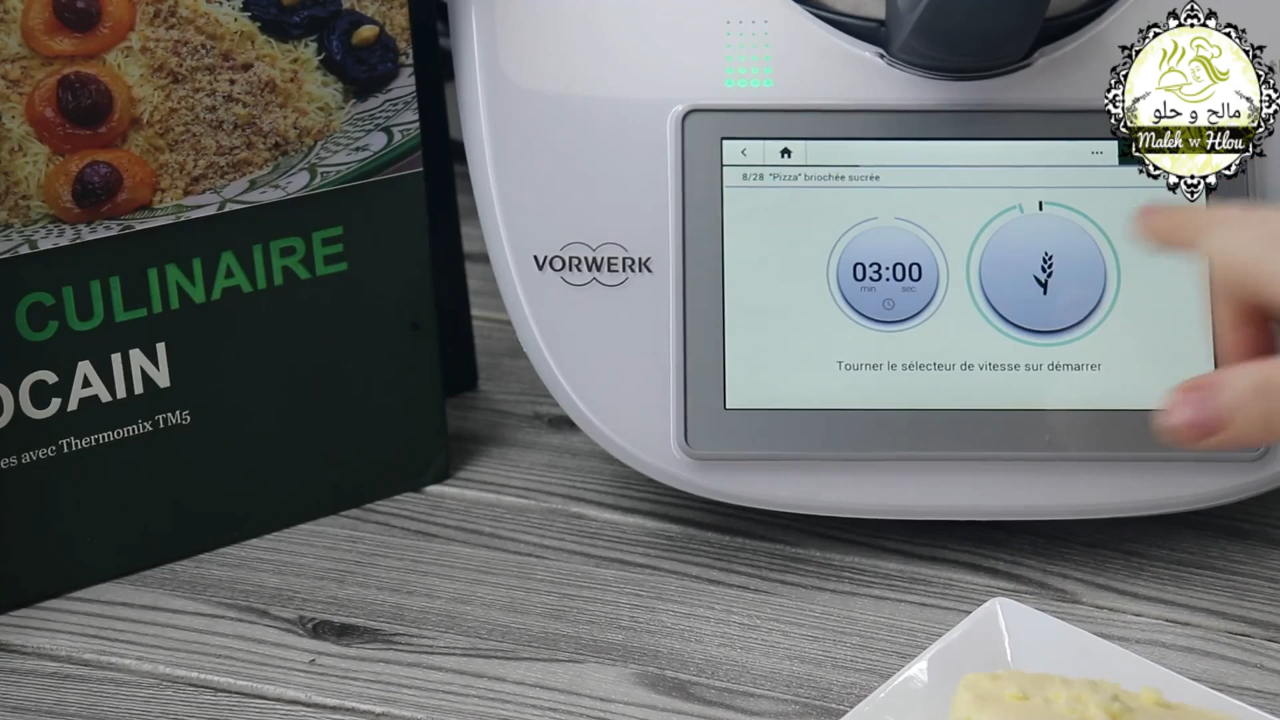 CULINAIRE
OCAIN
es avec Thermomix TM5
VORWERK
8/28 "Pizza" briochée sucrée
03:00
min sec
Tourner le sélecteur de vitesse sur démarrer
مالح و حلو
Maleh w Hlou